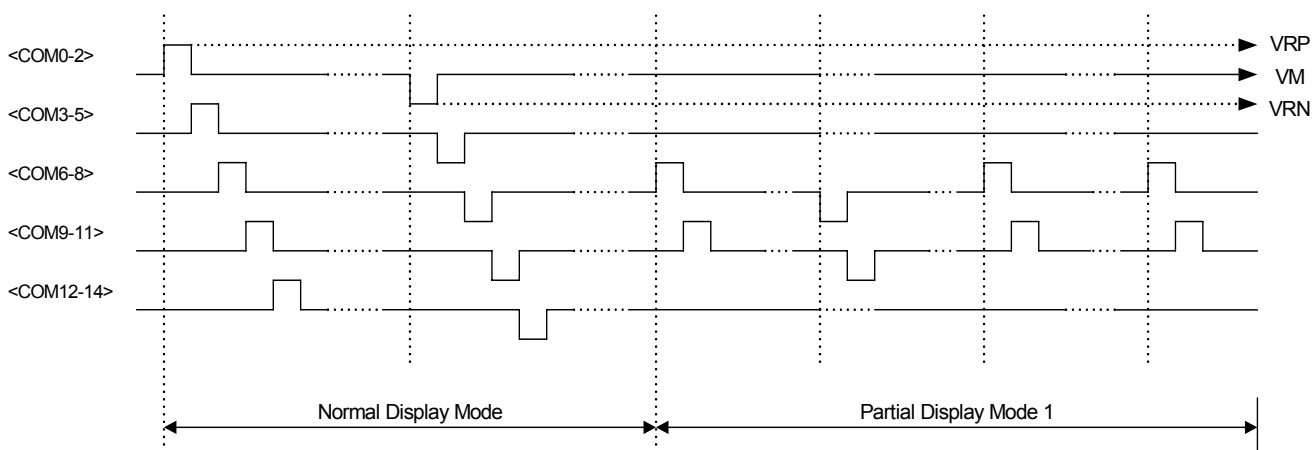 <COM0-2>
VRP
VM
VRN
<COM3-5>
<COM6-8>
<COM9-11>
<COM12-14>
Normal Display Mode
Partial Display Mode 1